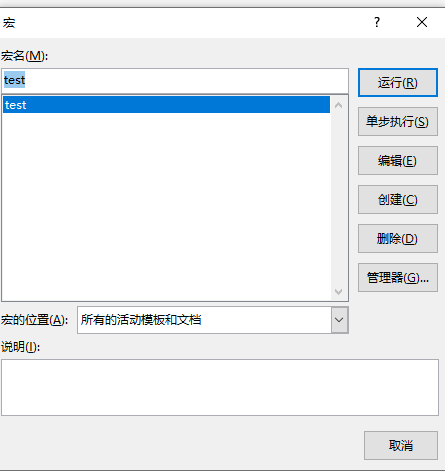 宏
宏名(M):
test
运行(R)
test
单步执行(S)
编辑(E)
创建(C)
删除(D)
管理器(G)...
宏的位置(A):
所有的活动模板和文档
说明(I):
取消